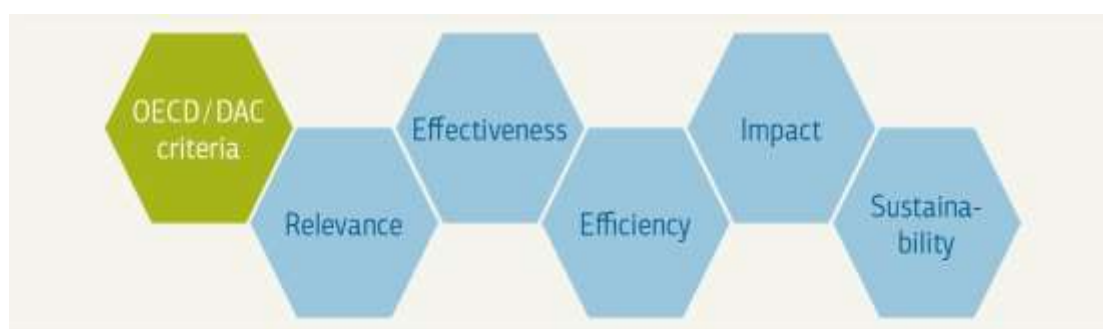 OECD/DAC
criteria
Relevance
Effectiveness
Efficiency
Impact
Sustaina-
bility